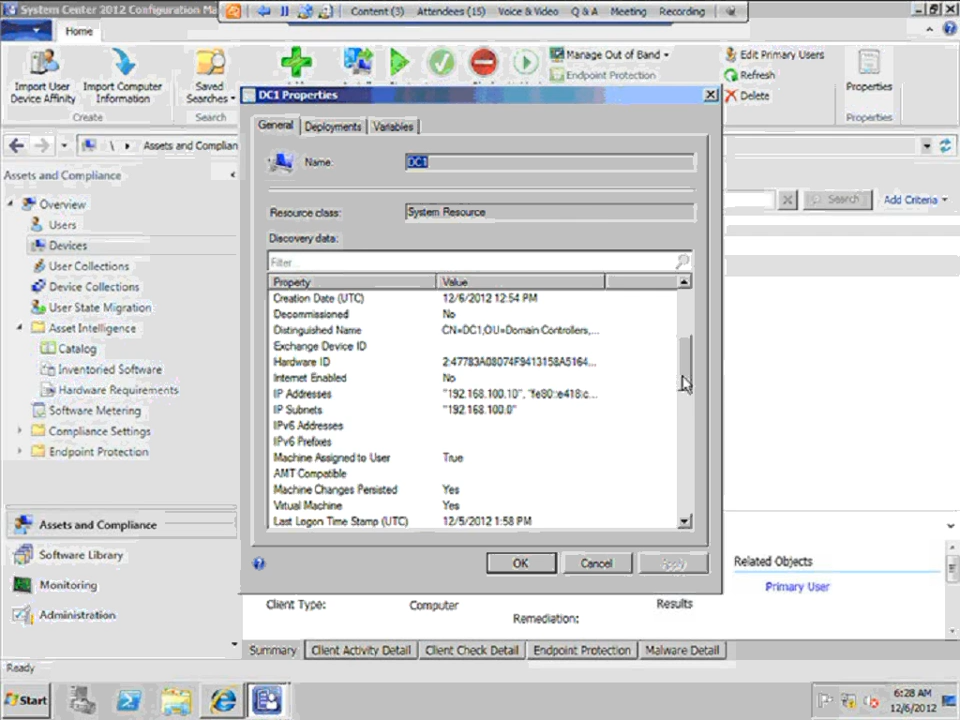 System Center 2012 Configuration Ma
Content (3) Attendees (15) Voice & Video Q & A Meeting Recording
Home
Import User Device Affinity
Import Computer Information
Saved Searches
Manage Out of Band
Endpoint Protection
Edit Primary Users
Refresh
Delete
Properties
Create
Search
Properties
\ Assets and Complian
Assets and Compliance
Overview
Users
Devices
User Collections
Device Collections
User State Migration
Asset Intelligence
Catalog
Inventoried Software
Hardware Requirements
Software Metering
Compliance Settings
Endpoint Protection
Assets and Compliance
Software Library
Monitoring
Administration
DC1 Properties
General Deployments Variables
Name: DC1
Resource class: System Resource
Discovery data:
Filter...
Property Value
Creation Date (UTC) 12/6/2012 12:54 PM
Decommissioned No
Distinguished Name CN=DC1,OU=Domain Controllers,...
Exchange Device ID
Hardware ID 2:47783A08074F9413158A5164...
Internet Enabled No
IP Addresses "192.168.100.10", "fe80::e418:c...
IP Subnets "192.168.100.0"
IPv6 Addresses
IPv6 Prefixes
Machine Assigned to User True
AMT Compatible
Machine Changes Persisted Yes
Virtual Machine Yes
Last Logon Time Stamp (UTC) 12/5/2012 1:58 PM
OK Cancel Apply
Search Add Criteria
Related Objects
Primary User
Client Type: Computer Results
Remediation:
Summary Client Activity Detail Client Check Detail Endpoint Protection Malware Detail
Ready
Start
6:28 AM
12/6/2012